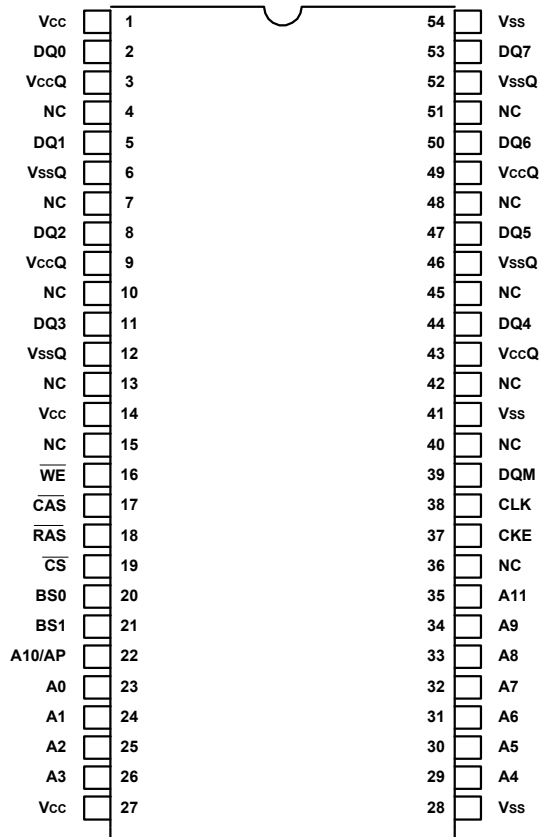 Vcc 1 54 Vss
DQ0 2 53 DQ7
VccQ 3 52 VssQ
NC 4 51 NC
DQ1 5 50 DQ6
VssQ 6 49 VccQ
NC 7 48 NC
DQ2 8 47 DQ5
VccQ 9 46 VssQ
NC 10 45 NC
DQ3 11 44 DQ4
VssQ 12 43 VccQ
NC 13 42 NC
Vcc 14 41 Vss
NC 15 40 NC
W̅E̅ 16 39 DQM
C̅A̅S̅ 17 38 CLK
R̅A̅S̅ 18 37 CKE
C̅S̅ 19 36 NC
BS0 20 35 A11
BS1 21 34 A9
A10/AP 22 33 A8
A0 23 32 A7
A1 24 31 A6
A2 25 30 A5
A3 26 29 A4
Vcc 27 28 Vss